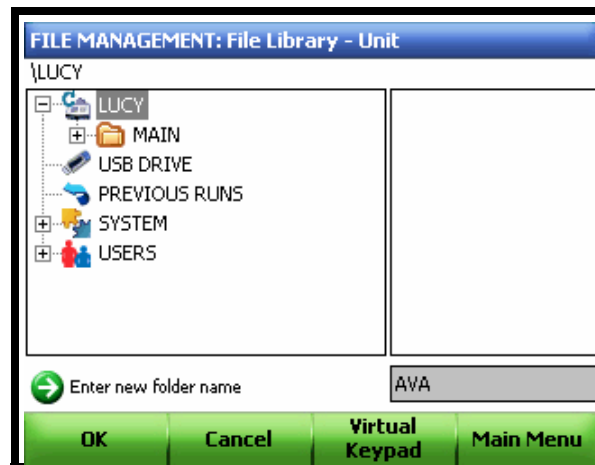 FILE MANAGEMENT: File Library - Unit
\LUCY
LUCY
MAIN
USB DRIVE
PREVIOUS RUNS
SYSTEM
USERS
Enter new folder name
AVA
OK
Cancel
Virtual
Keypad
Main Menu